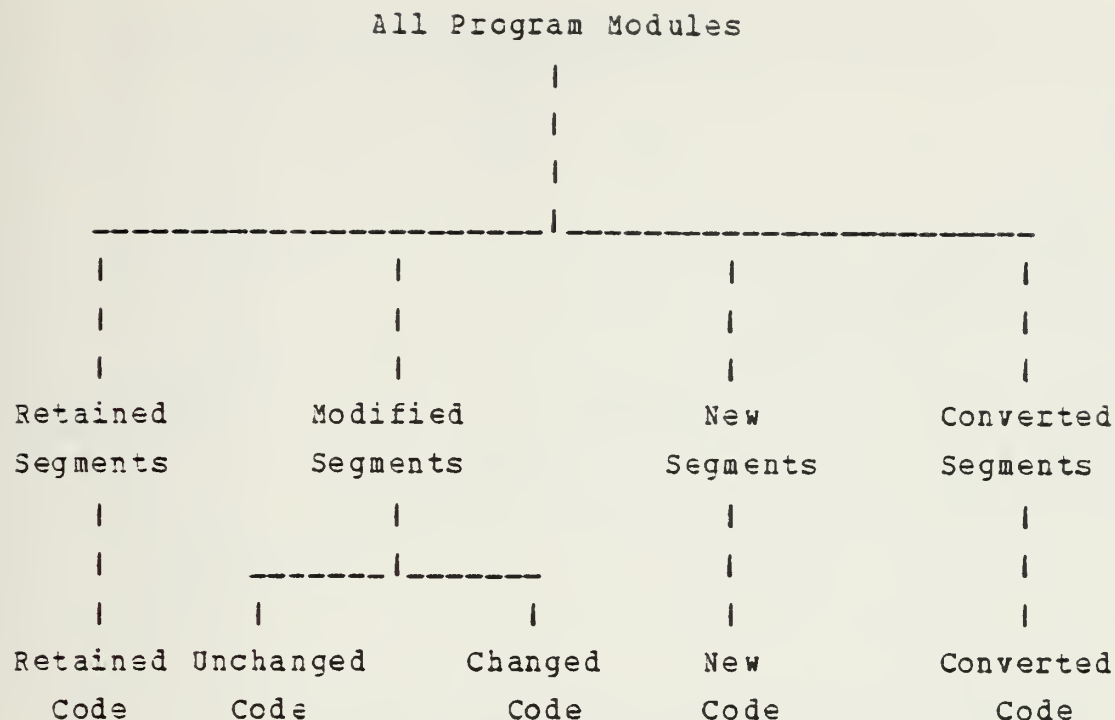 All Program Modules
Retained Modified New Converted
Segments Segments Segments Segments
Retained Unchanged Changed New Converted
Code Code Code Code Code